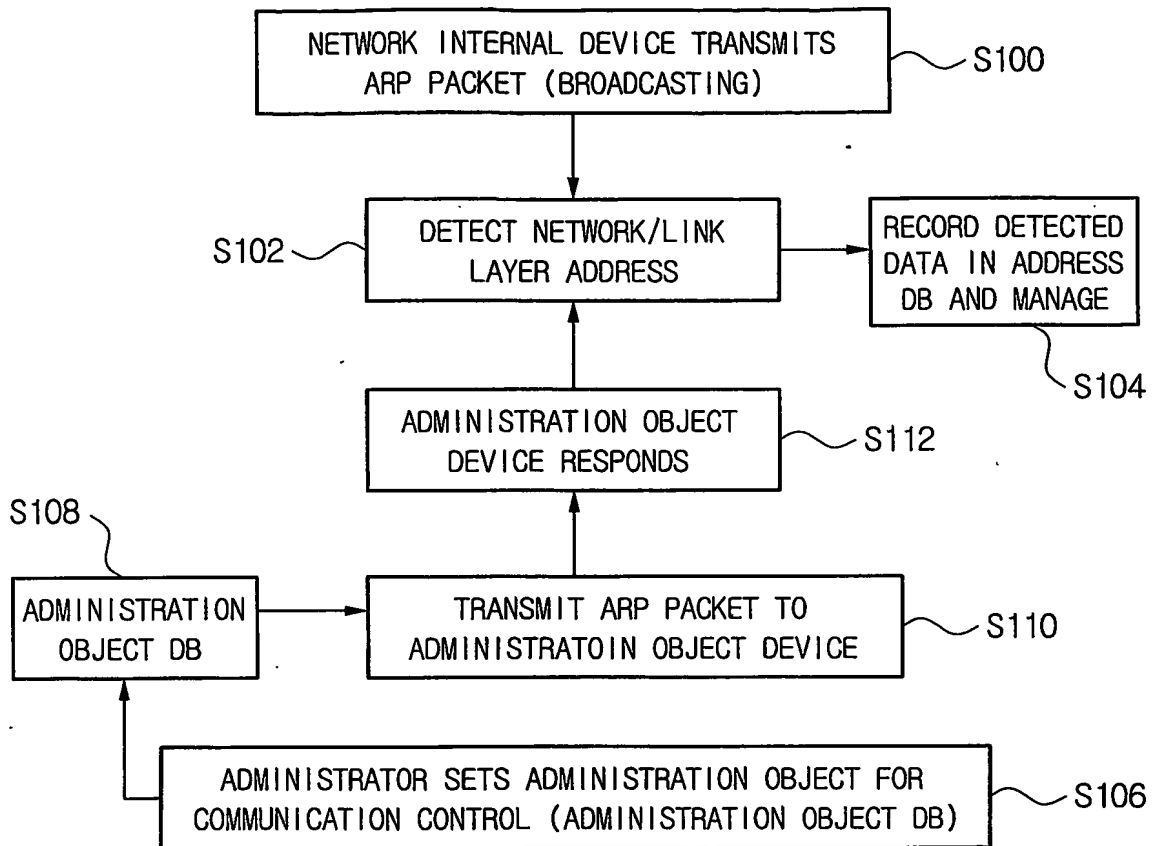 NETWORK INTERNAL DEVICE TRANSMITS
ARP PACKET (BROADCASTING)
S100
S102
DETECT NETWORK/LINK
LAYER ADDRESS
RECORD DETECTED
DATA IN ADDRESS
DB AND MANAGE
S104
ADMINISTRATION OBJECT
DEVICE RESPONDS
S112
S108
ADMINISTRATION
OBJECT DB
TRANSMIT ARP PACKET TO
ADMINISTRATOIN OBJECT DEVICE
S110
ADMINISTRATOR SETS ADMINISTRATION OBJECT FOR
COMMUNICATION CONTROL (ADMINISTRATION OBJECT DB)
S106